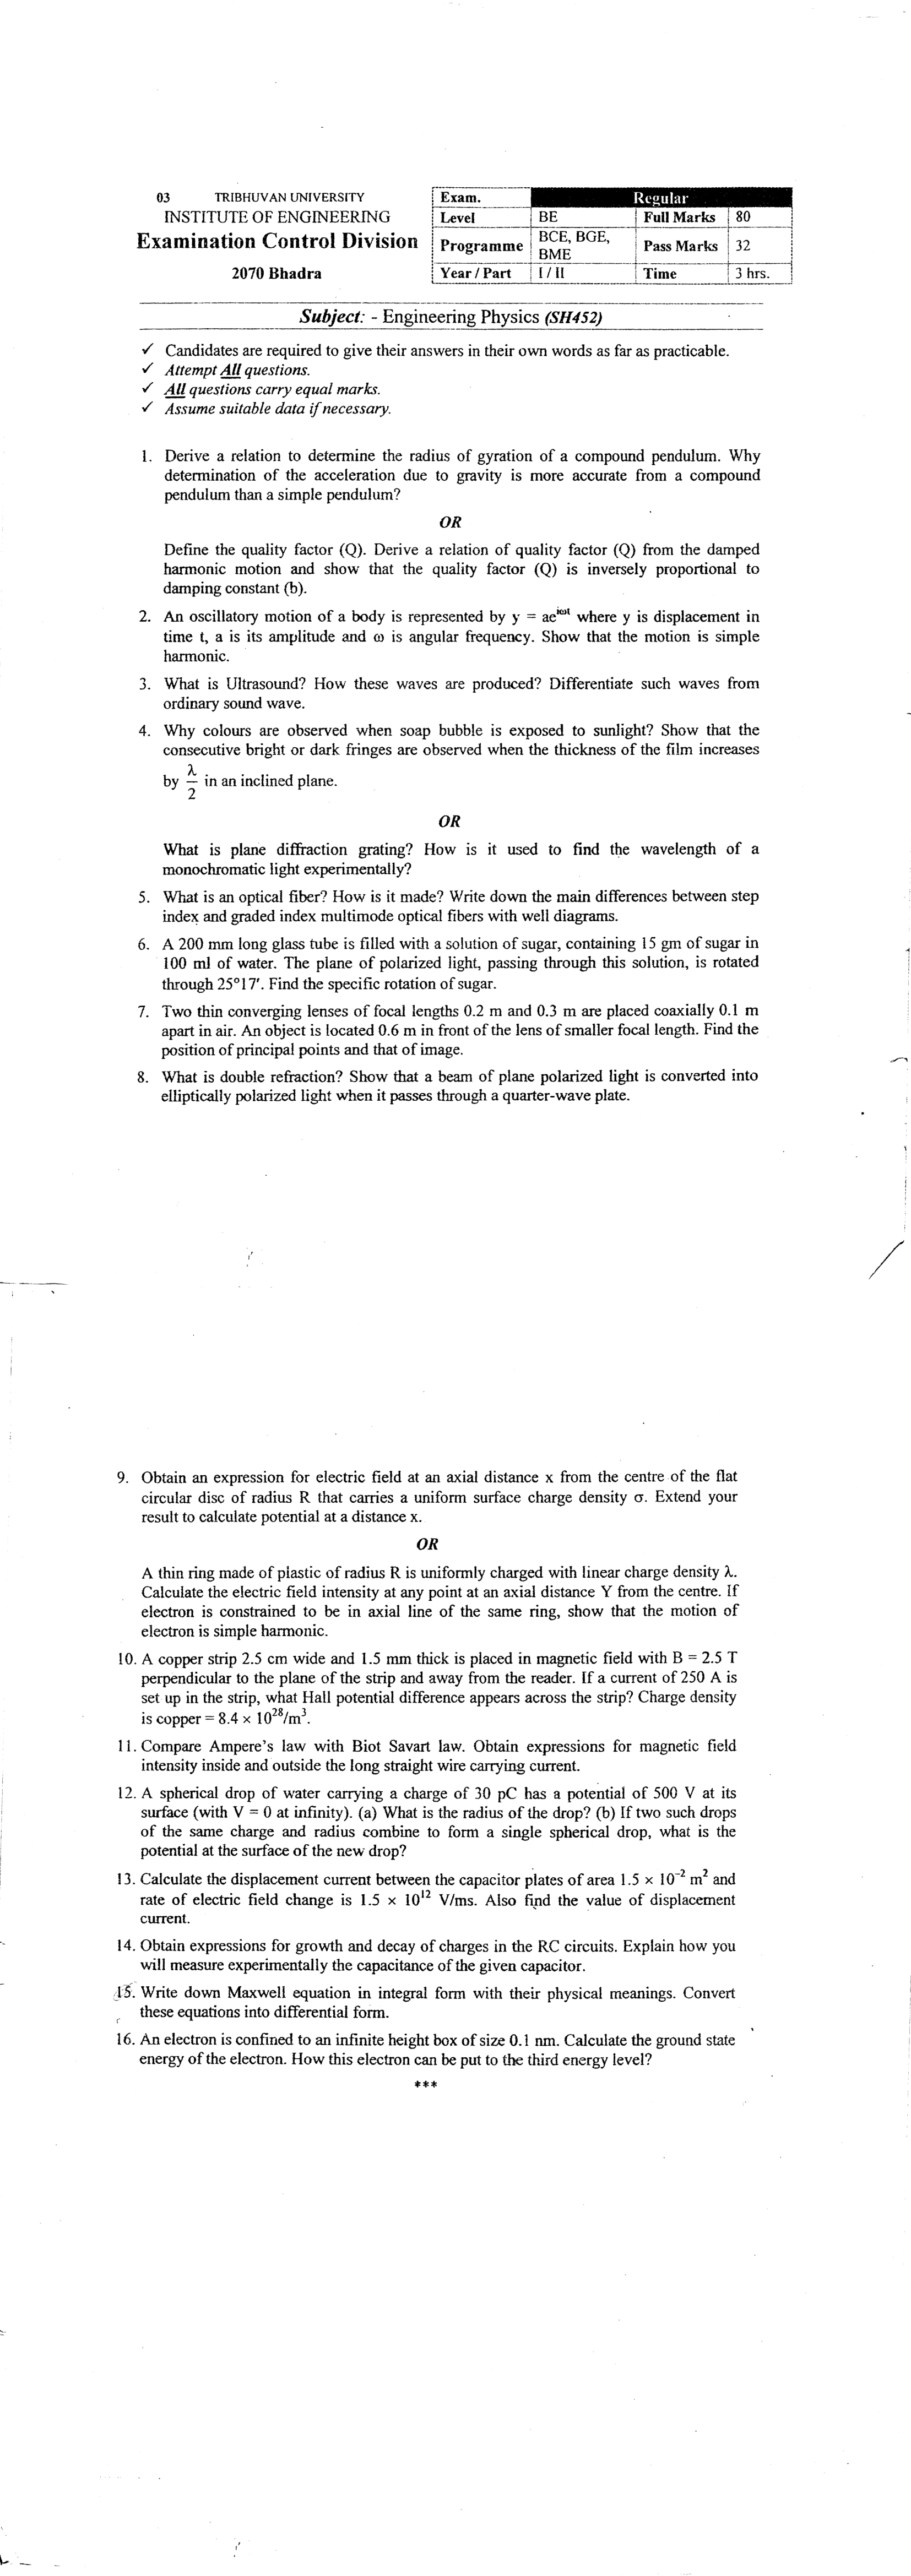 03 TRIBHUVAN UNIVERSITY
INSTITUTE OF ENGINEERING
Examination Control Division
2070 Bhadra
Exam. Regular
Level BE Full Marks 80
Programme BCE, BGE, BME Pass Marks 32
Year / Part I / II Time 3 hrs.
Subject: - Engineering Physics (SH452)
✓ Candidates are required to give their answers in their own words as far as practicable.
✓ Attempt All questions.
✓ All questions carry equal marks.
✓ Assume suitable data if necessary.
1. Derive a relation to determine the radius of gyration of a compound pendulum. Why
determination of the acceleration due to gravity is more accurate from a compound
pendulum than a simple pendulum?
OR
Define the quality factor (Q). Derive a relation of quality factor (Q) from the damped
harmonic motion and show that the quality factor (Q) is inversely proportional to
damping constant (b).
2. An oscillatory motion of a body is represented by y = ae^iωt where y is displacement in
time t, a is its amplitude and ω is angular frequency. Show that the motion is simple
harmonic.
3. What is Ultrasound? How these waves are produced? Differentiate such waves from
ordinary sound wave.
4. Why colours are observed when soap bubble is exposed to sunlight? Show that the
consecutive bright or dark fringes are observed when the thickness of the film increases
by λ/2 in an inclined plane.
OR
What is plane diffraction grating? How is it used to find the wavelength of a
monochromatic light experimentally?
5. What is an optical fiber? How is it made? Write down the main differences between step
index and graded index multimode optical fibers with well diagrams.
6. A 200 mm long glass tube is filled with a solution of sugar, containing 15 gm of sugar in
100 ml of water. The plane of polarized light, passing through this solution, is rotated
through 25°17′. Find the specific rotation of sugar.
7. Two thin converging lenses of focal lengths 0.2 m and 0.3 m are placed coaxially 0.1 m
apart in air. An object is located 0.6 m in front of the lens of smaller focal length. Find the
position of principal points and that of image.
8. What is double refraction? Show that a beam of plane polarized light is converted into
elliptically polarized light when it passes through a quarter-wave plate.
9. Obtain an expression for electric field at an axial distance x from the centre of the flat
circular disc of radius R that carries a uniform surface charge density σ. Extend your
result to calculate potential at a distance x.
OR
A thin ring made of plastic of radius R is uniformly charged with linear charge density λ.
Calculate the electric field intensity at any point at an axial distance Y from the centre. If
electron is constrained to be in axial line of the same ring, show that the motion of
electron is simple harmonic.
10. A copper strip 2.5 cm wide and 1.5 mm thick is placed in magnetic field with B = 2.5 T
perpendicular to the plane of the strip and away from the reader. If a current of 250 A is
set up in the strip, what Hall potential difference appears across the strip? Charge density
is copper = 8.4 × 10²⁸/m³.
11. Compare Ampere's law with Biot Savart law. Obtain expressions for magnetic field
intensity inside and outside the long straight wire carrying current.
12. A spherical drop of water carrying a charge of 30 pC has a potential of 500 V at its
surface (with V = 0 at infinity). (a) What is the radius of the drop? (b) If two such drops
of the same charge and radius combine to form a single spherical drop, what is the
potential at the surface of the new drop?
13. Calculate the displacement current between the capacitor plates of area 1.5 × 10⁻² m² and
rate of electric field change is 1.5 × 10¹² V/ms. Also find the value of displacement
current.
14. Obtain expressions for growth and decay of charges in the RC circuits. Explain how you
will measure experimentally the capacitance of the given capacitor.
15. Write down Maxwell equation in integral form with their physical meanings. Convert
these equations into differential form.
16. An electron is confined to an infinite height box of size 0.1 nm. Calculate the ground state
energy of the electron. How this electron can be put to the third energy level?
***